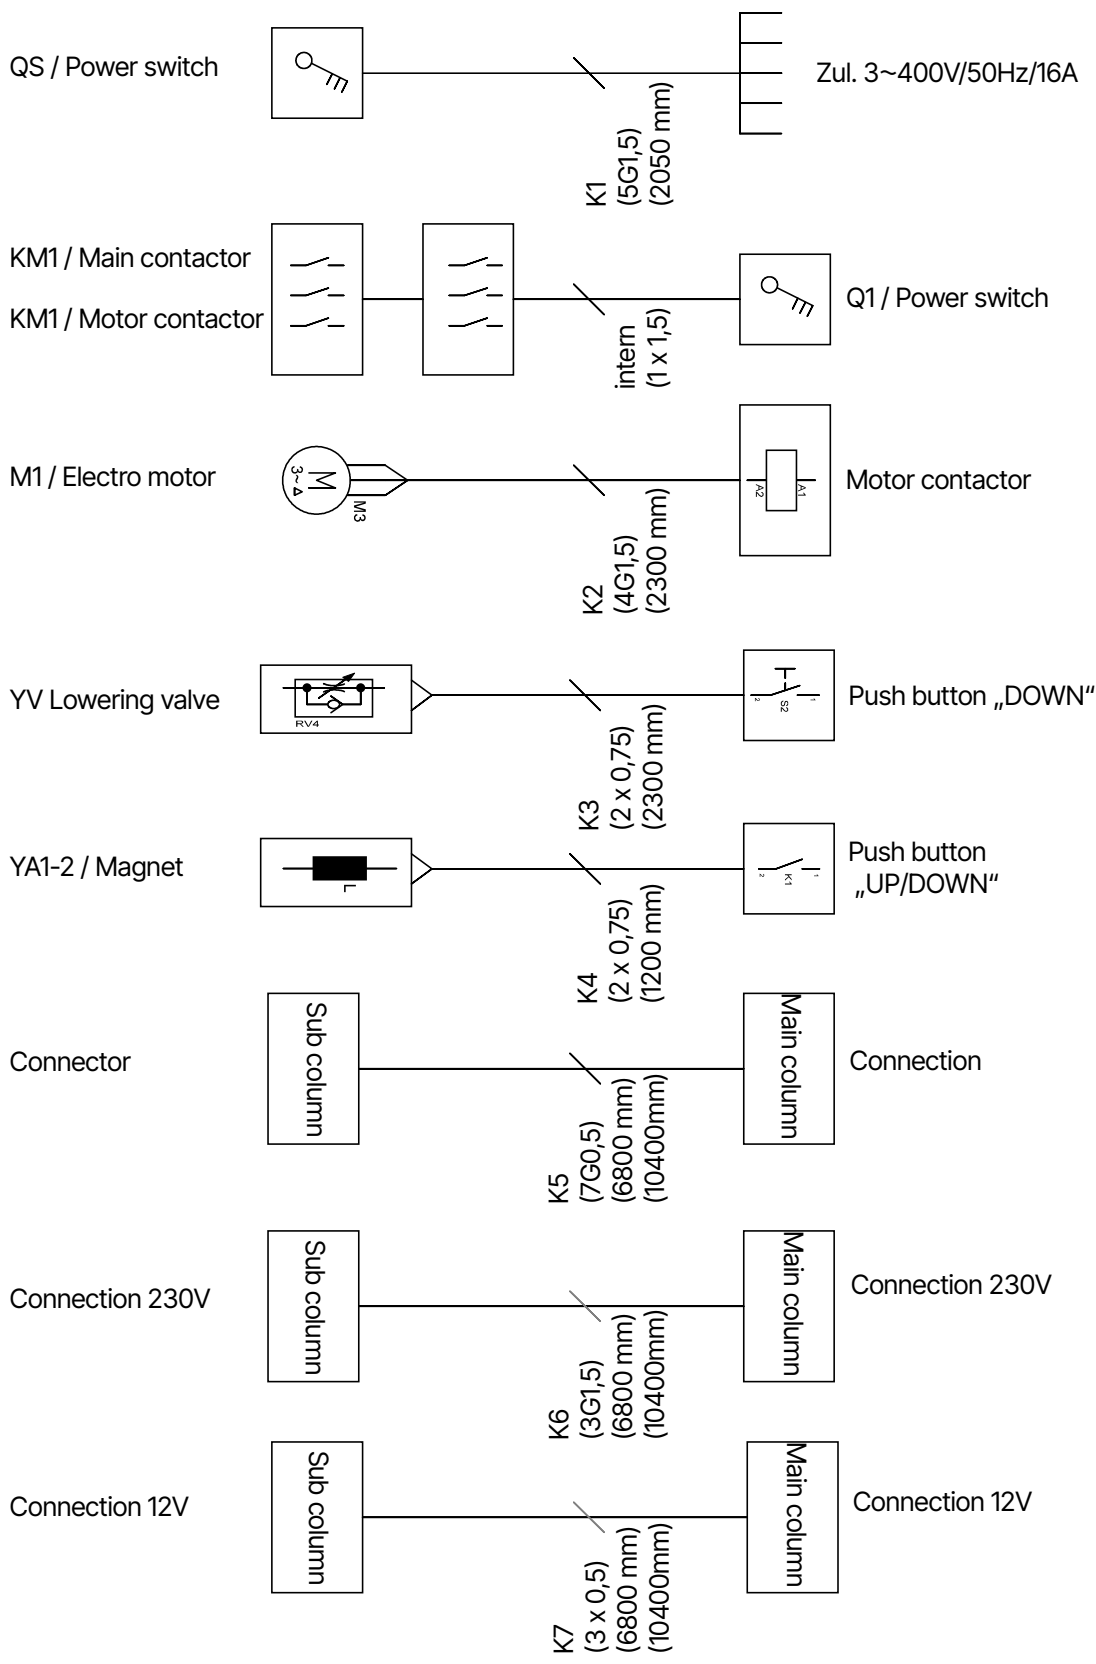 QS / Power switch
K1
(5G1,5)
(2050 mm)
Zul. 3~400V/50Hz/16A
KM1 / Main contactor
KM1 / Motor contactor
intern
(1 x 1,5)
Q1 / Power switch
M1 / Electro motor
M
3~
M3
K2
(4G1,5)
(2300 mm)
A1
A2
Motor contactor
YV Lowering valve
RV4
K3
(2 x 0,75)
(2300 mm)
1
2
S2
Push button „DOWN“
YA1-2 / Magnet
L
K4
(2 x 0,75)
(1200 mm)
1
2
K1
Push button
„UP/DOWN“
Connector
Sub column
K5
(7G0,5)
(6800 mm)
(10400mm)
Main column
Connection
Connection 230V
Sub column
K6
(3G1,5)
(6800 mm)
(10400mm)
Main column
Connection 230V
Connection 12V
Sub column
K7
(3 x 0,5)
(6800 mm)
(10400mm)
Main column
Connection 12V